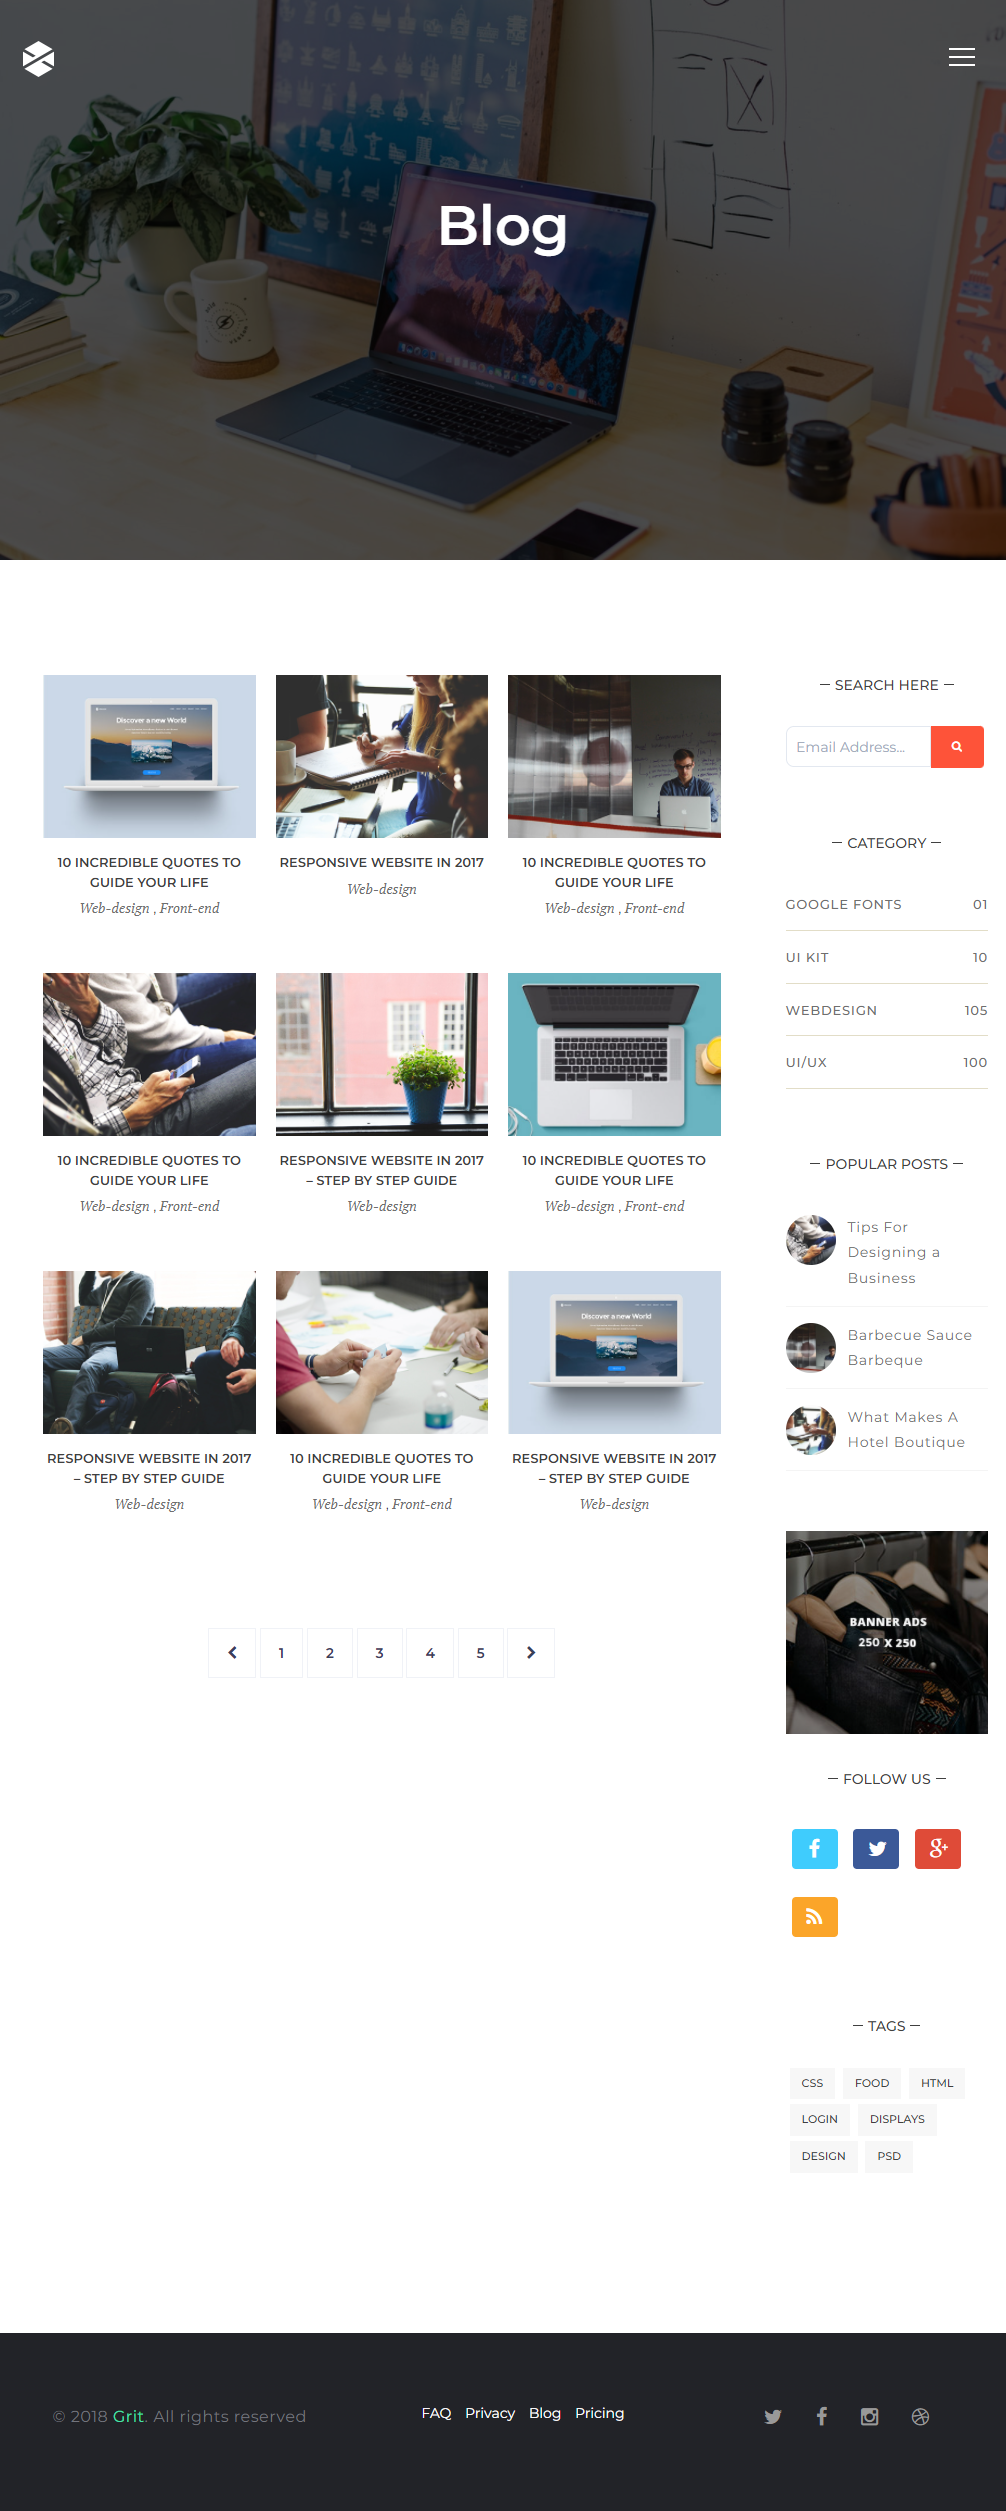 Blog
10 INCREDIBLE QUOTES TO
GUIDE YOUR LIFE
Web-design , Front-end
RESPONSIVE WEBSITE IN 2017
Web-design
10 INCREDIBLE QUOTES TO
GUIDE YOUR LIFE
Web-design , Front-end
Discover a new World
10 INCREDIBLE QUOTES TO
GUIDE YOUR LIFE
Web-design , Front-end
RESPONSIVE WEBSITE IN 2017
– STEP BY STEP GUIDE
Web-design
10 INCREDIBLE QUOTES TO
GUIDE YOUR LIFE
Web-design , Front-end
RESPONSIVE WEBSITE IN 2017
– STEP BY STEP GUIDE
Web-design
10 INCREDIBLE QUOTES TO
GUIDE YOUR LIFE
Web-design , Front-end
Discover a new World
RESPONSIVE WEBSITE IN 2017
– STEP BY STEP GUIDE
Web-design
1 2 3 4 5
— SEARCH HERE —
Email Address...
— CATEGORY —
GOOGLE FONTS 01
UI KIT 10
WEBDESIGN 105
UI/UX 100
— POPULAR POSTS —
Tips For
Designing a
Business
Barbecue Sauce
Barbeque
What Makes A
Hotel Boutique
BANNER ADS
250 X 250
— FOLLOW US —
— TAGS —
CSS FOOD HTML
LOGIN DISPLAYS
DESIGN PSD
© 2018 Grit. All rights reserved
FAQ Privacy Blog Pricing